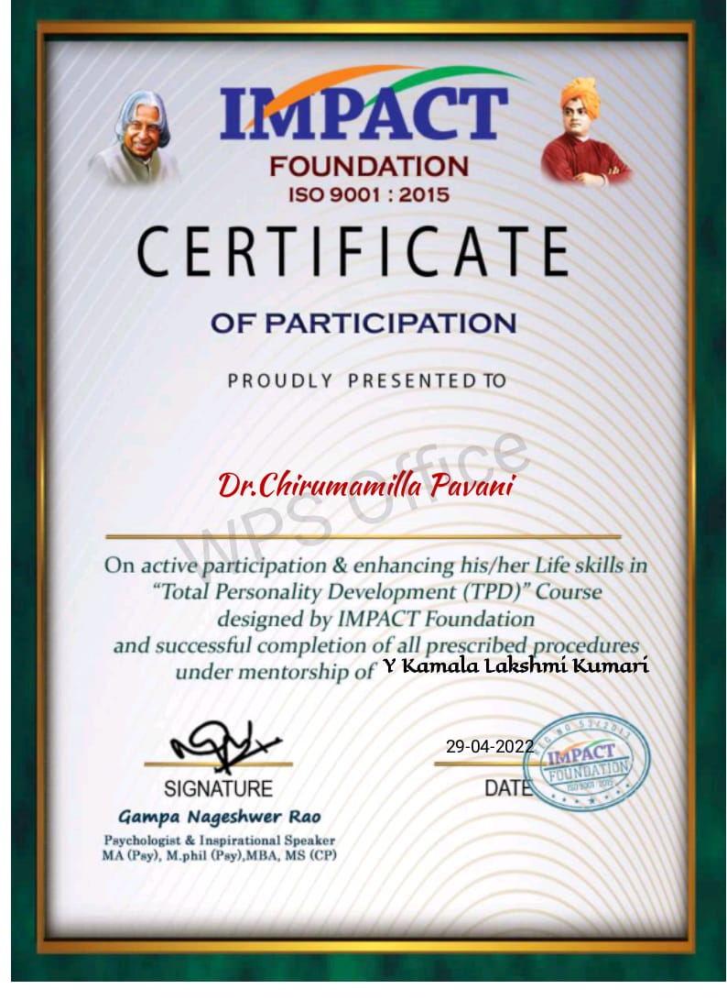 IMPACT
FOUNDATION
ISO 9001 : 2015
CERTIFICATE
OF PARTICIPATION
PROUDLY PRESENTED TO
WPS Office
Dr.Chirumamilla Pavani
On active participation & enhancing his/her Life skills in
“Total Personality Development (TPD)” Course
designed by IMPACT Foundation
and successful completion of all prescribed procedures
under mentorship of Y Kamala Lakshmi Kumari
29-04-2022
SIGNATURE
DATE
Gampa Nageshwer Rao
Psychologist & Inspirational Speaker
MA (Psy), M.phil (Psy),MBA, MS (CP)
IMPACT
FOUNDATION
ISO 9001 : 2015